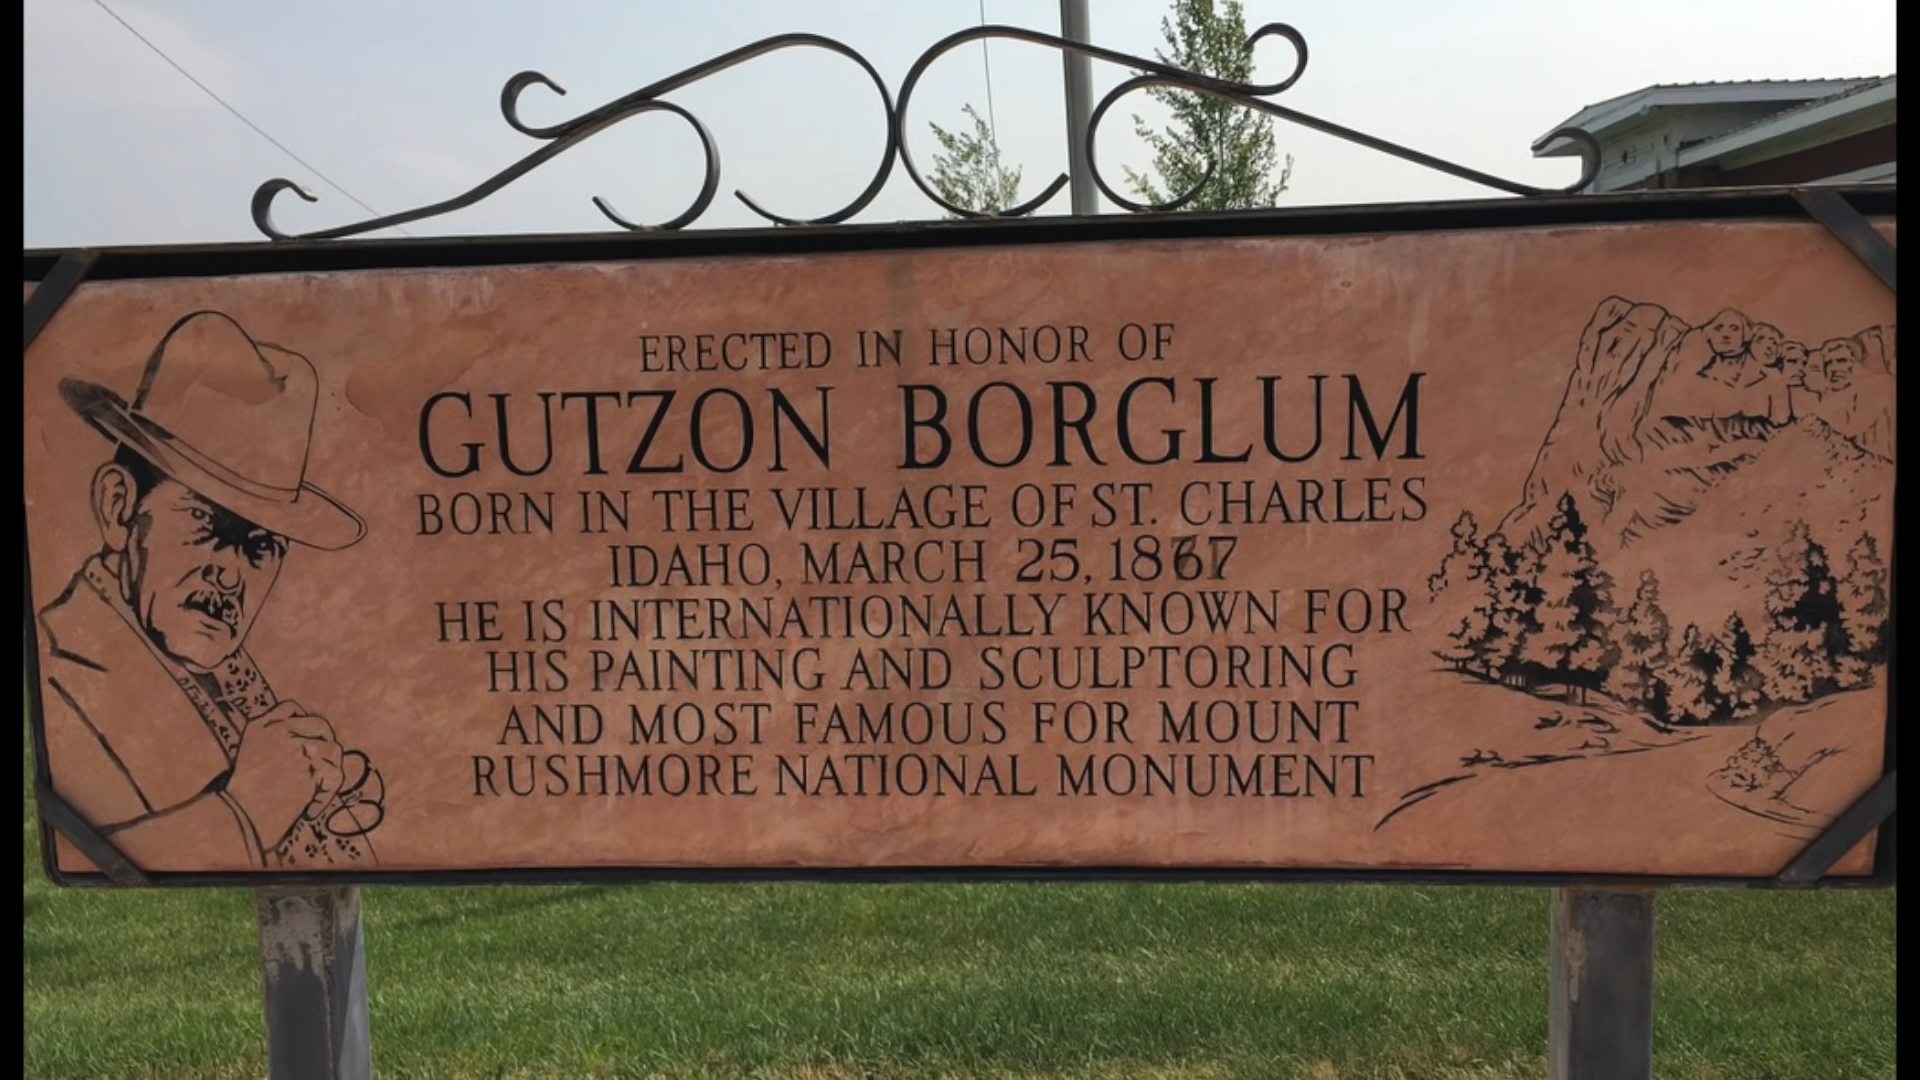 ERECTED IN HONOR OF
GUTZON BORGLUM
BORN IN THE VILLAGE OF ST. CHARLES
IDAHO, MARCH 25, 1867
HE IS INTERNATIONALLY KNOWN FOR
HIS PAINTING AND SCULPTORING
AND MOST FAMOUS FOR MOUNT
RUSHMORE NATIONAL MONUMENT